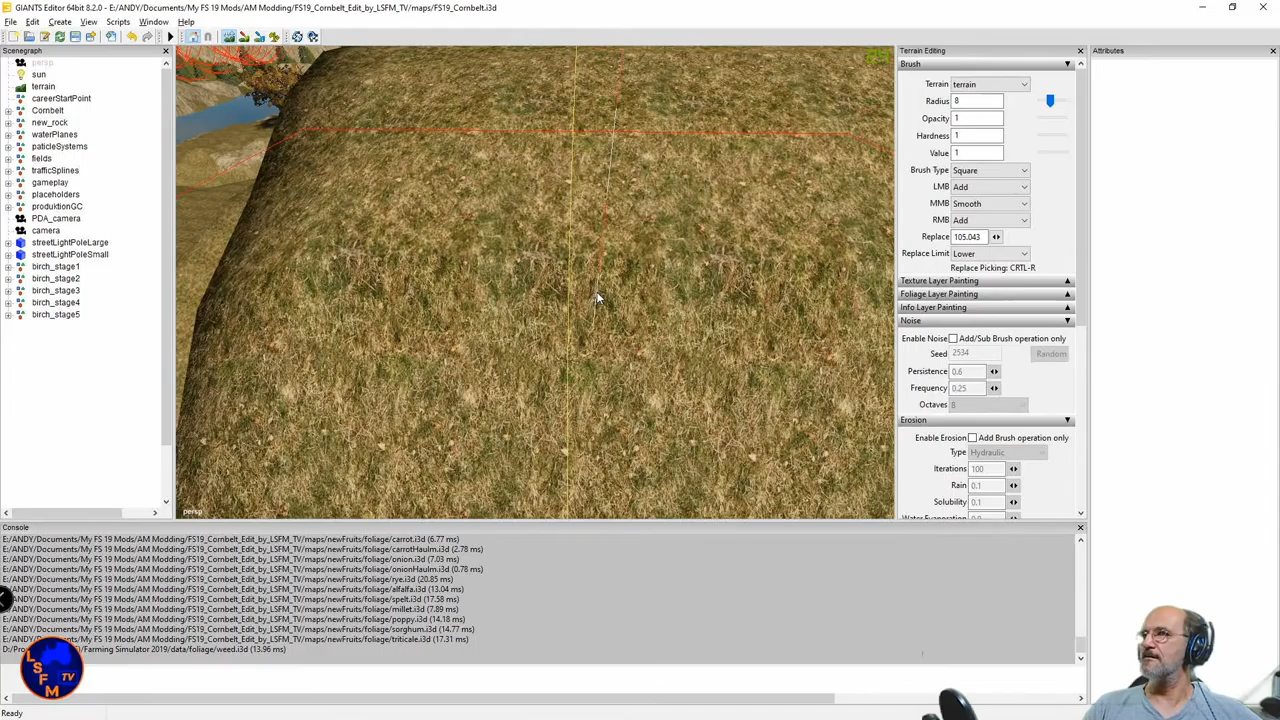 GIANTS Editor 64bit 8.2.0 - E:/ANDY/Documents/My FS 19 Mods/AM Modding/FS19_Cornbelt_Edit_by_LSFM_TV/maps/FS19_Cornbelt.i3d
File Edit Create View Scripts Window Help
Scenegraph
persp
sun
terrain
careerStartPoint
Cornbelt
new_rock
waterPlanes
paticleSystems
fields
trafficSplines
gameplay
placeholders
produktionGC
PDA_camera
camera
streetLightPoleLarge
streetLightPoleSmall
birch_stage1
birch_stage2
birch_stage3
birch_stage4
birch_stage5
persp
Terrain Editing
Brush
Terrain terrain
Radius 8
Opacity 1
Hardness 1
Value 1
Brush Type Square
LMB Add
MMB Smooth
RMB Add
Replace 105.043
Replace Limit Lower
Replace Picking: CRTL-R
Texture Layer Painting
Foliage Layer Painting
Info Layer Painting
Noise
Enable Noise Add/Sub Brush operation only
Seed 2534 Random
Persistence 0.6
Frequency 0.25
Octaves 8
Erosion
Enable Erosion Add Brush operation only
Type Hydraulic
Iterations 100
Rain 0.1
Solubility 0.1
Attributes
Console
E:/ANDY/Documents/My FS 19 Mods/AM Modding/FS19_Cornbelt_Edit_by_LSFM_TV/maps/newFruits/foliage/carrot.i3d (6.77 ms)
E:/ANDY/Documents/My FS 19 Mods/AM Modding/FS19_Cornbelt_Edit_by_LSFM_TV/maps/newFruits/foliage/carrotHaulm.i3d (2.78 ms)
E:/ANDY/Documents/My FS 19 Mods/AM Modding/FS19_Cornbelt_Edit_by_LSFM_TV/maps/newFruits/foliage/onion.i3d (7.03 ms)
E:/ANDY/Documents/My FS 19 Mods/AM Modding/FS19_Cornbelt_Edit_by_LSFM_TV/maps/newFruits/foliage/onionHaulm.i3d (0.78 ms)
E:/ANDY/Documents/My FS 19 Mods/AM Modding/FS19_Cornbelt_Edit_by_LSFM_TV/maps/newFruits/foliage/rye.i3d (20.85 ms)
E:/ANDY/Documents/My FS 19 Mods/AM Modding/FS19_Cornbelt_Edit_by_LSFM_TV/maps/newFruits/foliage/alfalfa.i3d (13.04 ms)
E:/ANDY/Documents/My FS 19 Mods/AM Modding/FS19_Cornbelt_Edit_by_LSFM_TV/maps/newFruits/foliage/spelt.i3d (17.58 ms)
E:/ANDY/Documents/My FS 19 Mods/AM Modding/FS19_Cornbelt_Edit_by_LSFM_TV/maps/newFruits/foliage/millet.i3d (7.89 ms)
E:/ANDY/Documents/My FS 19 Mods/AM Modding/FS19_Cornbelt_Edit_by_LSFM_TV/maps/newFruits/foliage/poppy.i3d (14.18 ms)
E:/ANDY/Documents/My FS 19 Mods/AM Modding/FS19_Cornbelt_Edit_by_LSFM_TV/maps/newFruits/foliage/sorghum.i3d (14.77 ms)
E:/ANDY/Documents/My FS 19 Mods/AM Modding/FS19_Cornbelt_Edit_by_LSFM_TV/maps/newFruits/foliage/triticale.i3d (17.31 ms)
Farming Simulator 2019/data/foliage/weed.i3d (13.96 ms)
LSFM TV
Ready